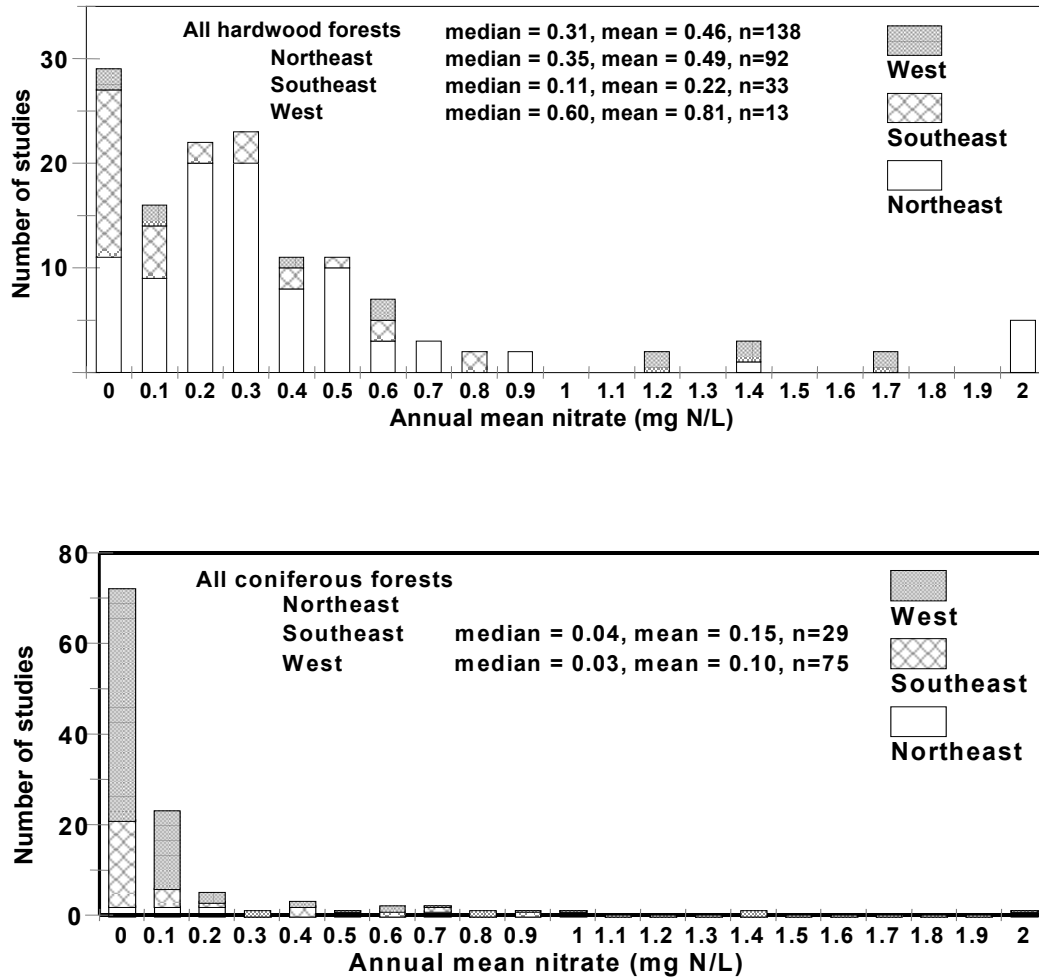 All hardwood forests median = 0.31, mean = 0.46, n=138
Northeast median = 0.35, mean = 0.49, n=92
Southeast median = 0.11, mean = 0.22, n=33
West median = 0.60, mean = 0.81, n=13
West
Southeast
Northeast
Number of studies
30
20
10
0 0.1 0.2 0.3 0.4 0.5 0.6 0.7 0.8 0.9 1 1.1 1.2 1.3 1.4 1.5 1.6 1.7 1.8 1.9 2
Annual mean nitrate (mg N/L)
All coniferous forests
Northeast
Southeast median = 0.04, mean = 0.15, n=29
West median = 0.03, mean = 0.10, n=75
West
Southeast
Northeast
Number of studies
80
60
40
20
0
0 0.1 0.2 0.3 0.4 0.5 0.6 0.7 0.8 0.9 1 1.1 1.2 1.3 1.4 1.5 1.6 1.7 1.8 1.9 2
Annual mean nitrate (mg N/L)